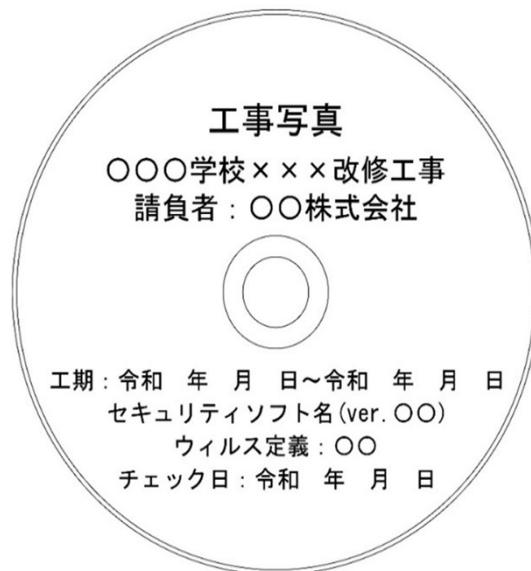 工事写真
〇〇〇学校×××改修工事
請負者：〇〇株式会社
工期：令和　年　月　日～令和　年　月　日
セキュリティソフト名(ver.〇〇)
ウィルス定義：〇〇
チェック日：令和　年　月　日